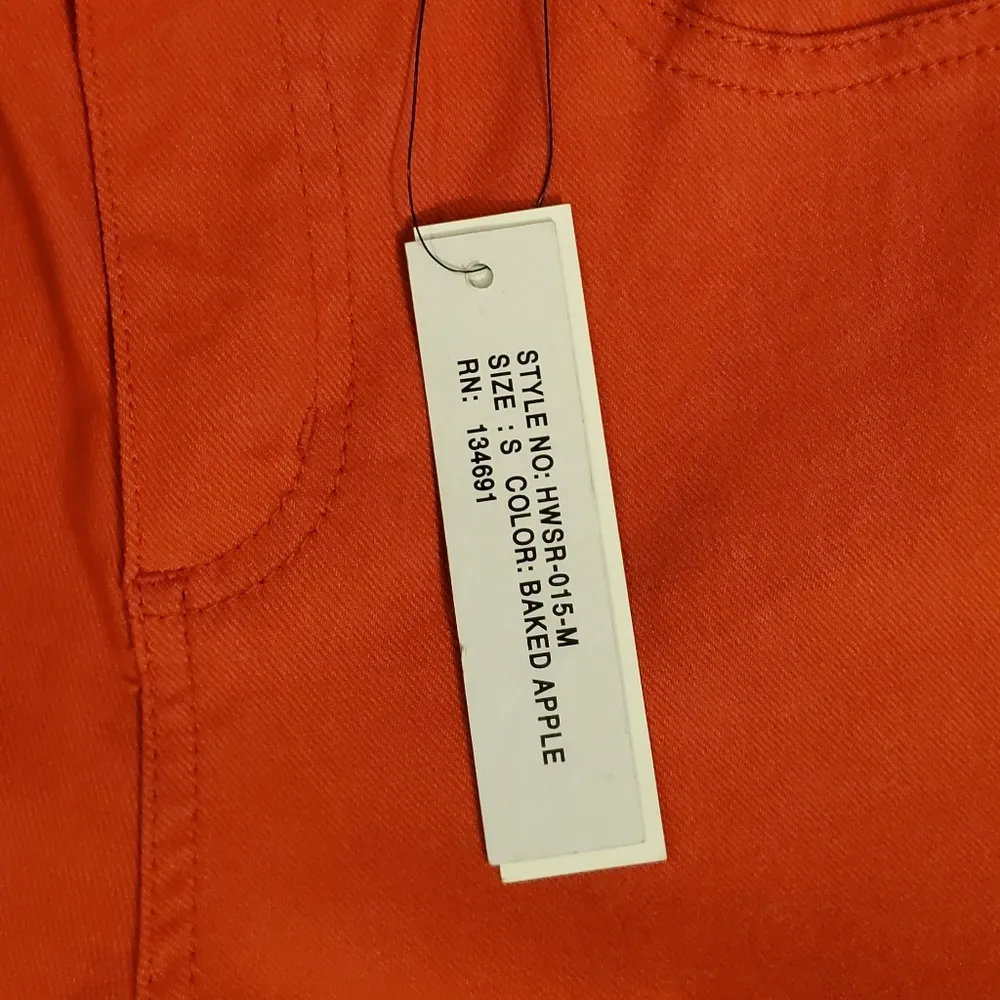 STYLE NO: HWSR-015-M
SIZE : S COLOR: BAKED APPLE
RN: 134691